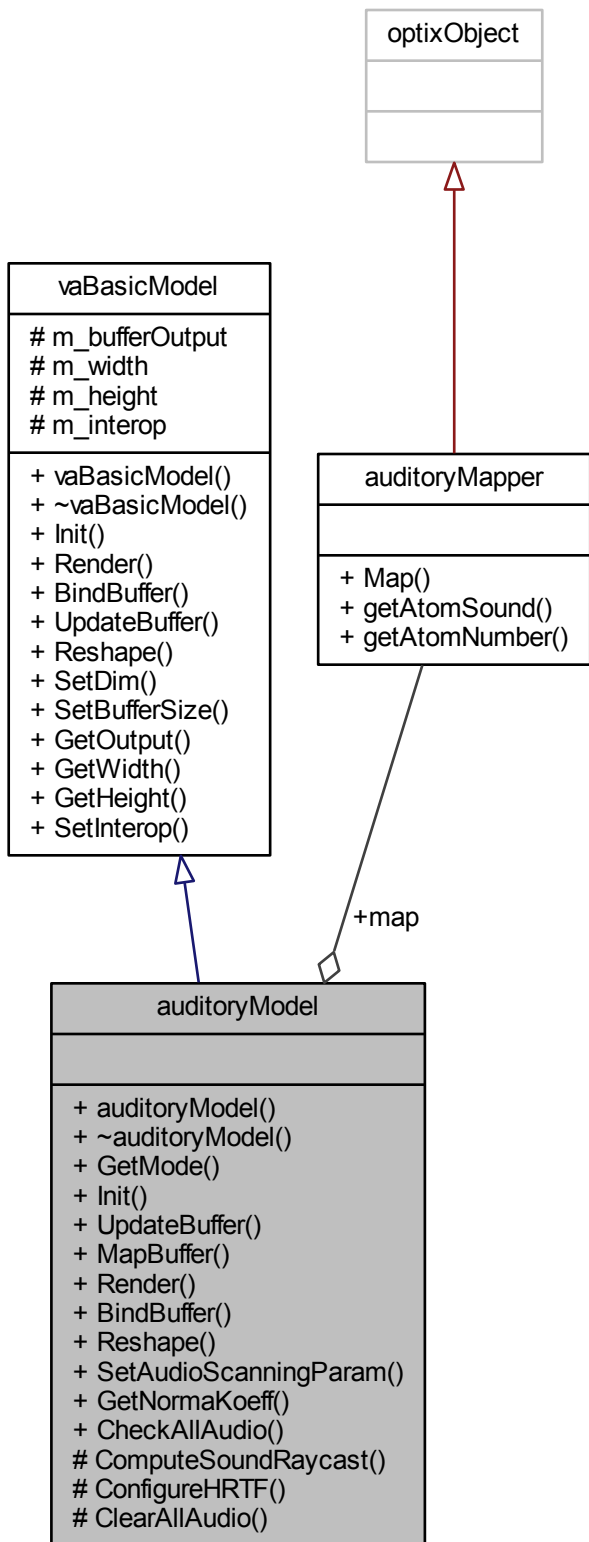 optixObject
vaBasicModel
# m_bufferOutput
# m_width
# m_height
# m_interop
+ vaBasicModel()
+ ~vaBasicModel()
+ Init()
+ Render()
+ BindBuffer()
+ UpdateBuffer()
+ Reshape()
+ SetDim()
+ SetBufferSize()
+ GetOutput()
+ GetWidth()
+ GetHeight()
+ SetInterop()
auditoryMapper
+ Map()
+ getAtomSound()
+ getAtomNumber()
+map
auditoryModel
+ auditoryModel()
+ ~auditoryModel()
+ GetMode()
+ Init()
+ UpdateBuffer()
+ MapBuffer()
+ Render()
+ BindBuffer()
+ Reshape()
+ SetAudioScanningParam()
+ GetNormaKoeff()
+ CheckAllAudio()
# ComputeSoundRaycast()
# ConfigureHRTF()
# ClearAllAudio()